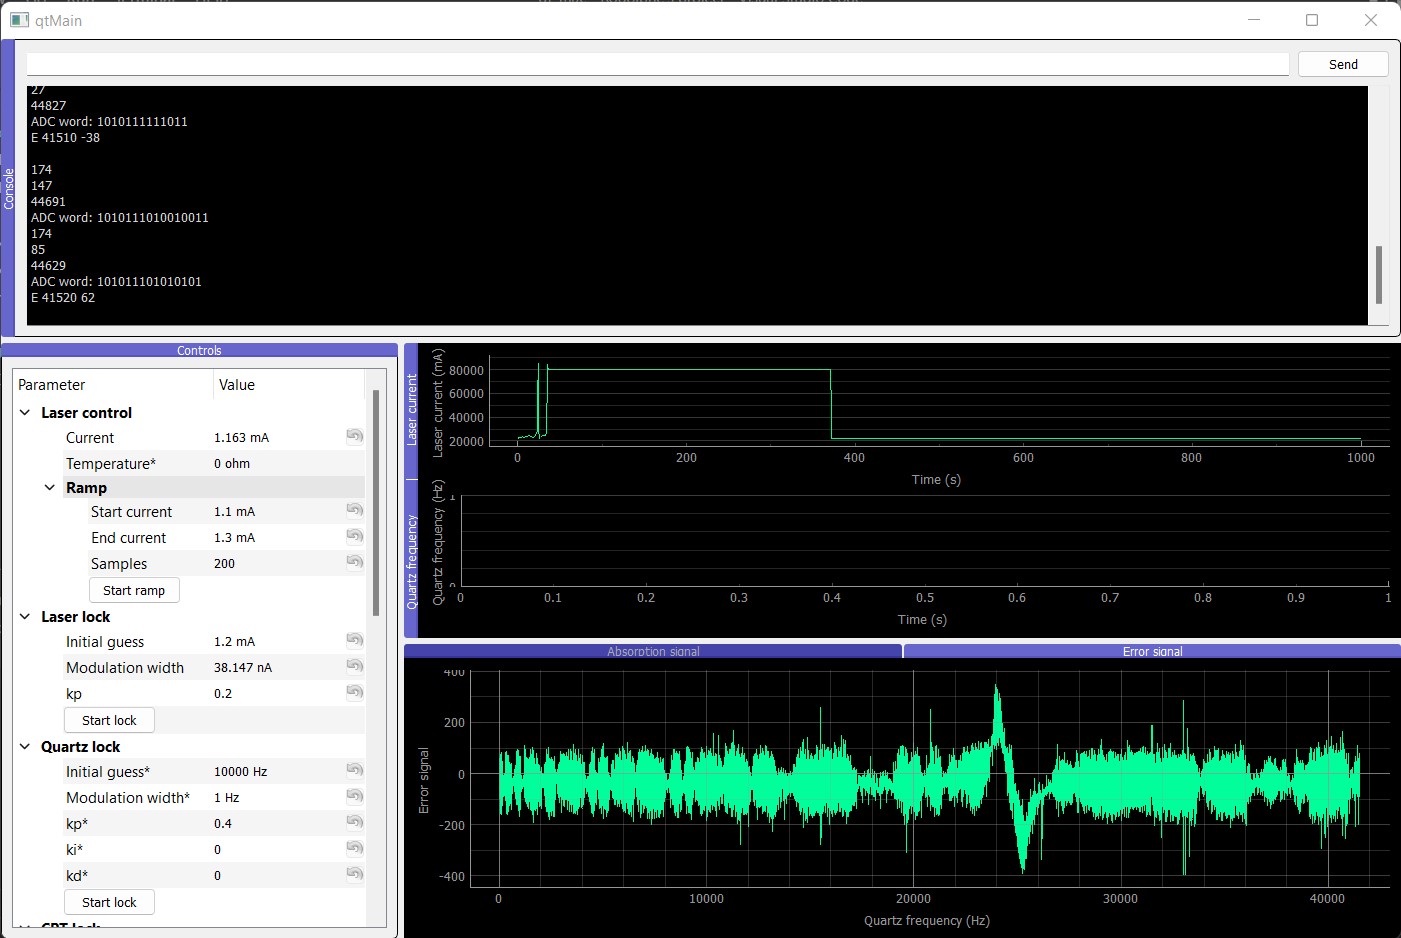 qtMain
Console
Send
27
44827
ADC word: 1010111111011
E 41510 -38
174
147
44691
ADC word: 1010111010010011
174
85
44629
ADC word: 101011101010101
E 41520 62
Controls
Parameter Value
Laser control
Current 1.163 mA
Temperature* 0 ohm
Ramp
Start current 1.1 mA
End current 1.3 mA
Samples 200
Start ramp
Laser lock
Initial guess 1.2 mA
Modulation width 38.147 nA
kp 0.2
Start lock
Quartz lock
Initial guess* 10000 Hz
Modulation width* 1 Hz
kp* 0.4
ki* 0
kd* 0
Start lock
CPT lock
Laser current
Laser current (mA)
80000
60000
40000
20000
0 200 400 600 800 1000
Time (s)
Quartz frequency
Quartz frequency (Hz)
1
0
0 0.1 0.2 0.3 0.4 0.5 0.6 0.7 0.8 0.9 1
Time (s)
Absorption signal Error signal
Error signal
400
200
0
-200
-400
0 10000 20000 30000 40000
Quartz frequency (Hz)